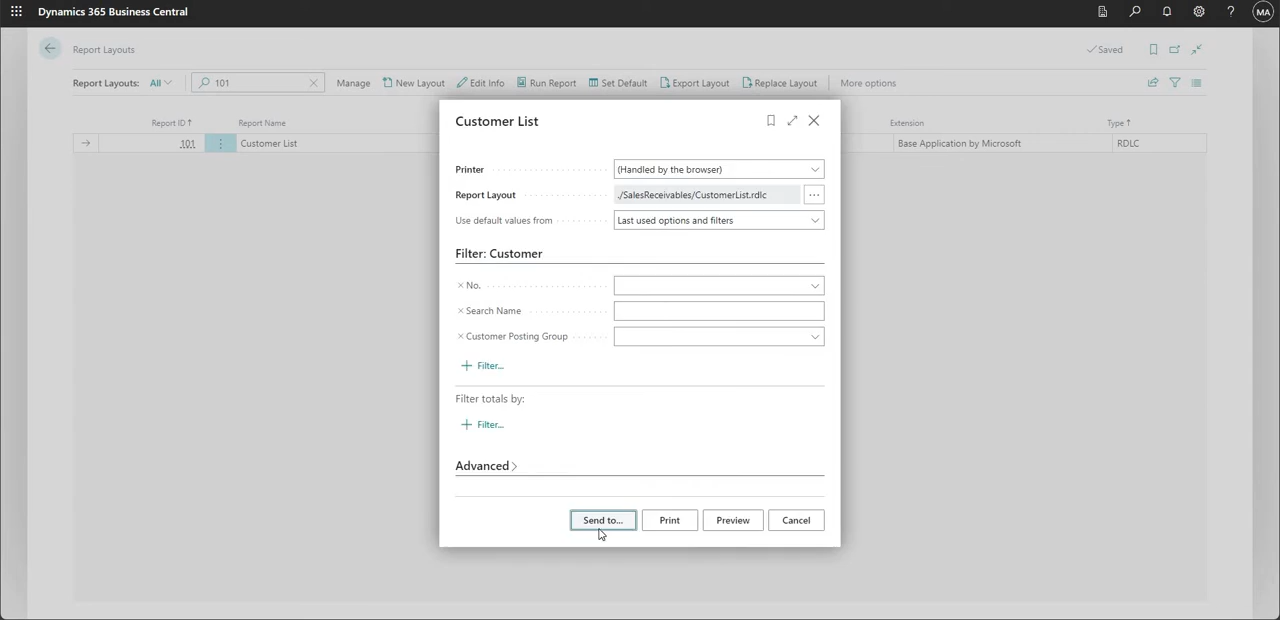 Dynamics 365 Business Central
MA
Report Layouts
Saved
Report Layouts: All 101 Manage New Layout Edit Info Run Report Set Default Export Layout Replace Layout More options
Report ID ↑ Report Name Extension Type ↑
101 Customer List Base Application by Microsoft RDLC
Customer List
Printer (Handled by the browser)
Report Layout ./SalesReceivables/CustomerList.rdlc ...
Use default values from Last used options and filters
Filter: Customer
× No.
× Search Name
× Customer Posting Group
+ Filter...
Filter totals by:
+ Filter...
Advanced >
Send to... Print Preview Cancel